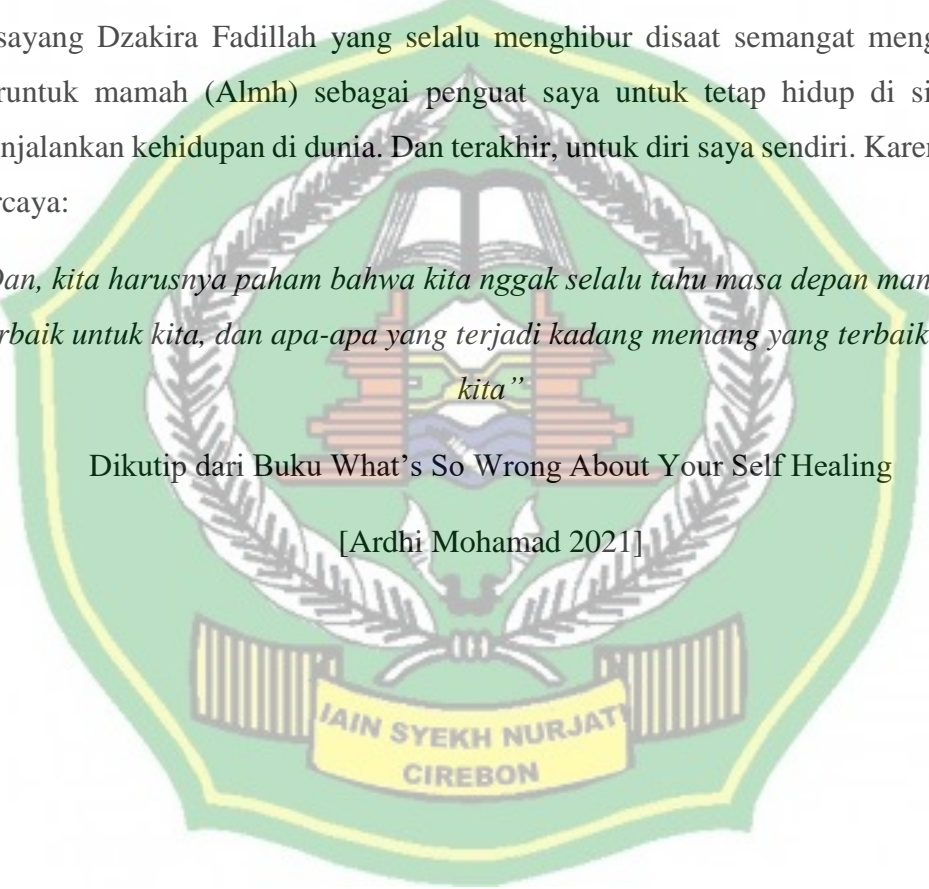 sayang Dzakira Fadillah yang selalu menghibur disaat semangat meng
runtuk mamah (Almh) sebagai penguat saya untuk tetap hidup di si
njalankan kehidupan di dunia. Dan terakhir, untuk diri saya sendiri. Karen
rcaya:
Dan, kita harusnya paham bahwa kita nggak selalu tahu masa depan man
rbaik untuk kita, dan apa-apa yang terjadi kadang memang yang terbaik
kita”
Dikutip dari Buku What’s So Wrong About Your Self Healing
[Ardhi Mohamad 2021]
IAIN SYEKH NURJATI
CIREBON